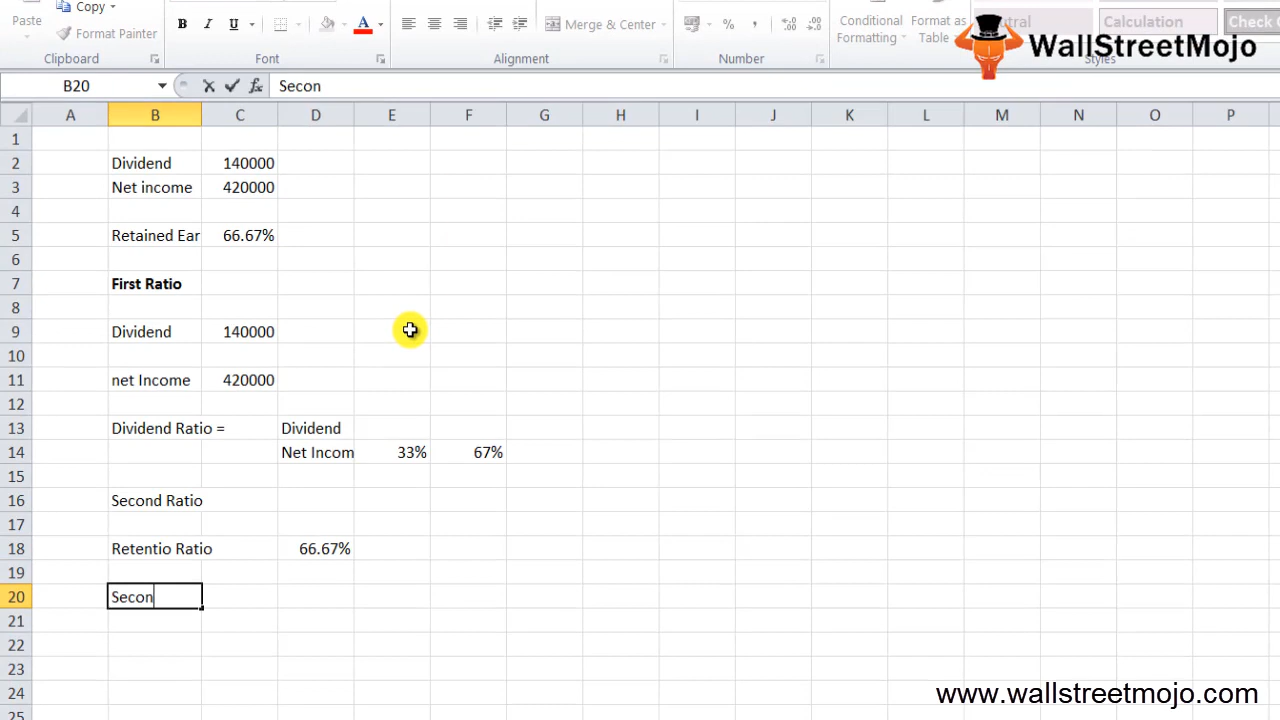 Copy
Paste
Format Painter
Clipboard
B I U
A
Font
Merge & Center
Alignment
%
Number
Conditional
Formatting
Format as
Table
Calculation
Check
Styles
WallStreetMojo
B20
fx
Secon
A B C D E F G H I J K L M N O P
1
2 Dividend 140000
3 Net income 420000
4
5 Retained Ear 66.67%
6
7 First Ratio
8
9 Dividend 140000
10
11 net Income 420000
12
13 Dividend Ratio = Dividend
14 Net Incom 33% 67%
15
16 Second Ratio
17
18 Retentio Ratio 66.67%
19
20 Secon
21
22
23
24
25
www.wallstreetmojo.com